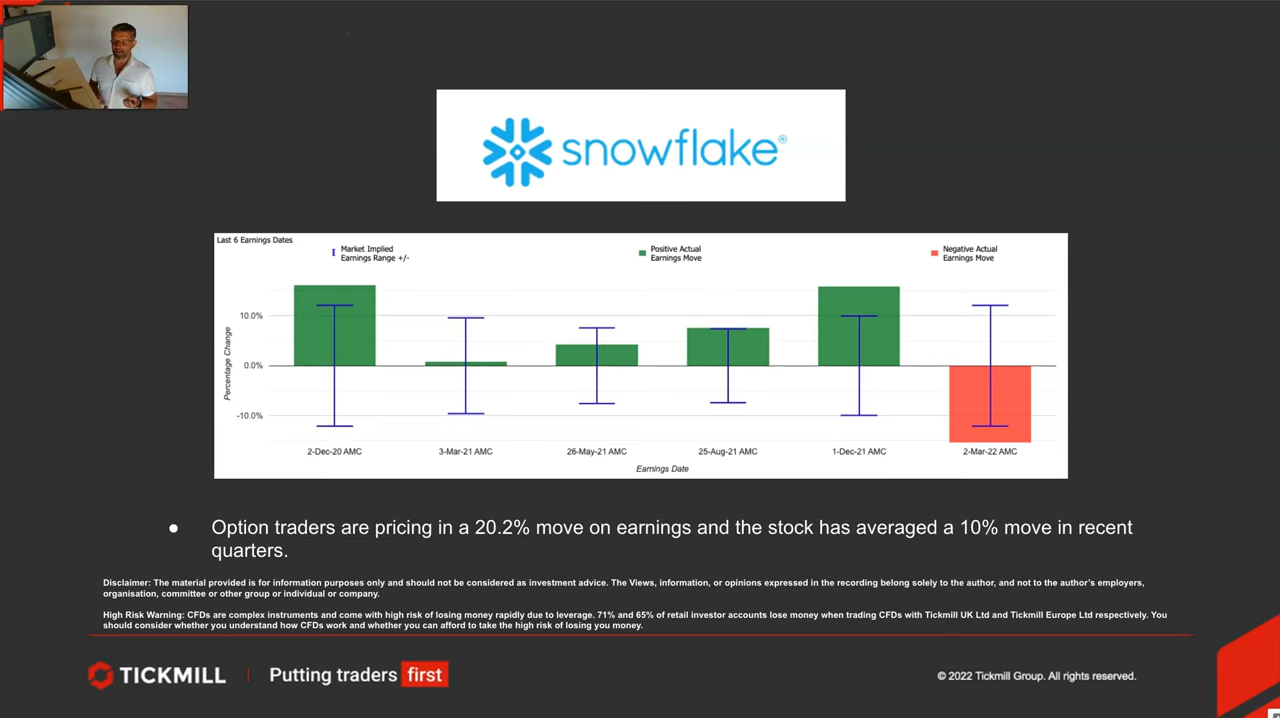 snowflake®
Last 6 Earnings Dates
Market Implied
Earnings Range +/-
Positive Actual
Earnings Move
Negative Actual
Earnings Move
Percentage Change
10.0%
0.0%
-10.0%
2-Dec-20 AMC
3-Mar-21 AMC
26-May-21 AMC
25-Aug-21 AMC
1-Dec-21 AMC
2-Mar-22 AMC
Earnings Date
● Option traders are pricing in a 20.2% move on earnings and the stock has averaged a 10% move in recent
quarters.
Disclaimer: The material provided is for information purposes only and should not be considered as investment advice. The Views, information, or opinions expressed in the recording belong solely to the author, and not to the author's employers,
organisation, committee or other group or individual or company.
High Risk Warning: CFDs are complex instruments and come with high risk of losing money rapidly due to leverage. 71% and 65% of retail investor accounts lose money when trading CFDs with Tickmill UK Ltd and Tickmill Europe Ltd respectively. You
should consider whether you understand how CFDs work and whether you can afford to take the high risk of losing you money.
TICKMILL
Putting traders first
© 2022 Tickmill Group. All rights reserved.